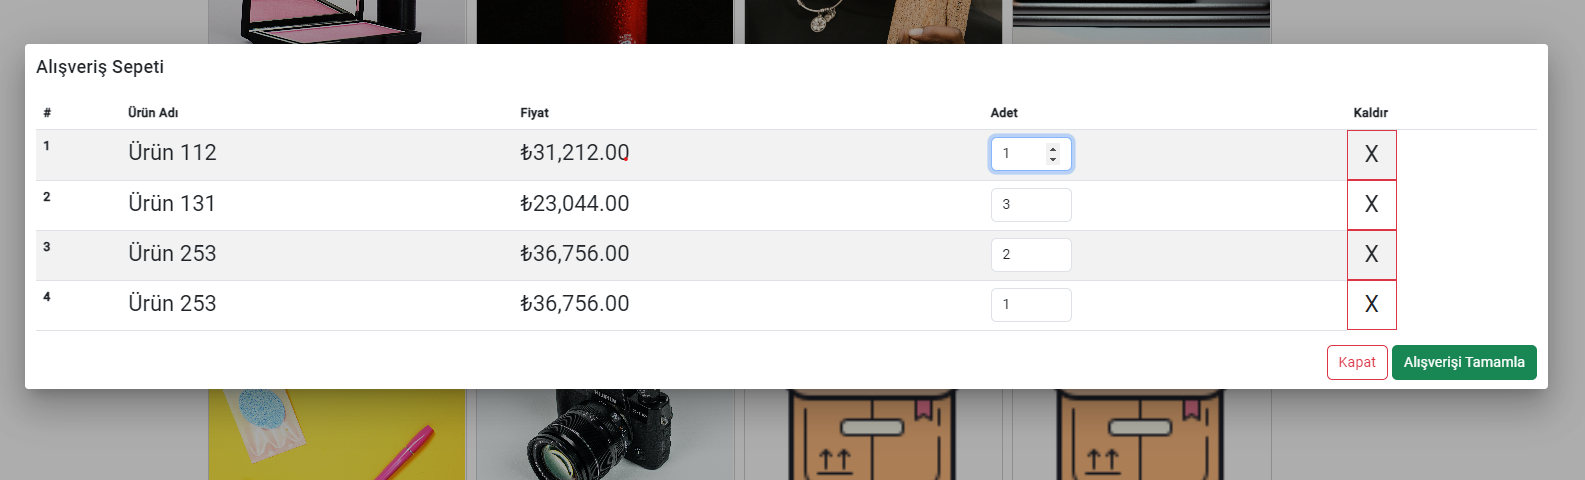 Alışveriş Sepeti
# Ürün Adı Fiyat Adet Kaldır
1 Ürün 112 ₺31,212.00 1 X
2 Ürün 131 ₺23,044.00 3 X
3 Ürün 253 ₺36,756.00 2 X
4 Ürün 253 ₺36,756.00 1 X
Kapat Alışverişi Tamamla